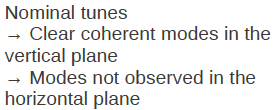 Nominal tunes
→ Clear coherent modes in the
vertical plane
→ Modes not observed in the
horizontal plane